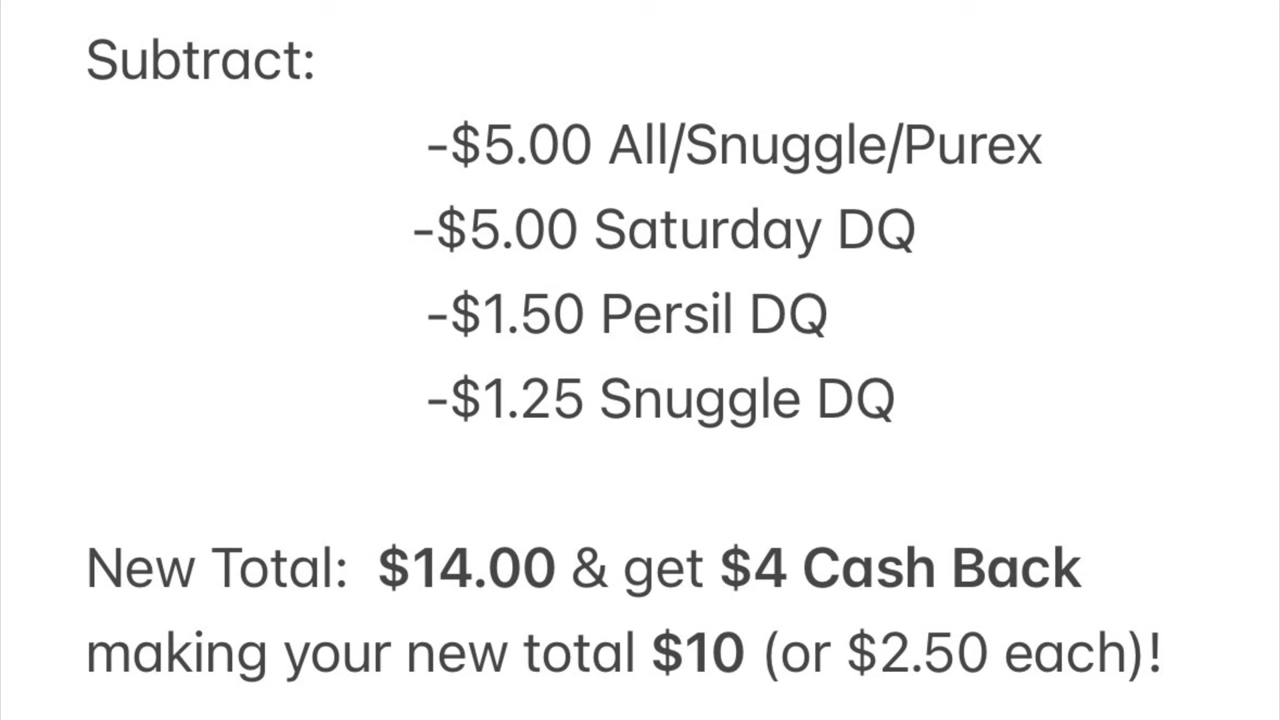 Subtract:
-$5.00 All/Snuggle/Purex
-$5.00 Saturday DQ
-$1.50 Persil DQ
-$1.25 Snuggle DQ
New Total: $14.00 & get $4 Cash Back
making your new total $10 (or $2.50 each)!